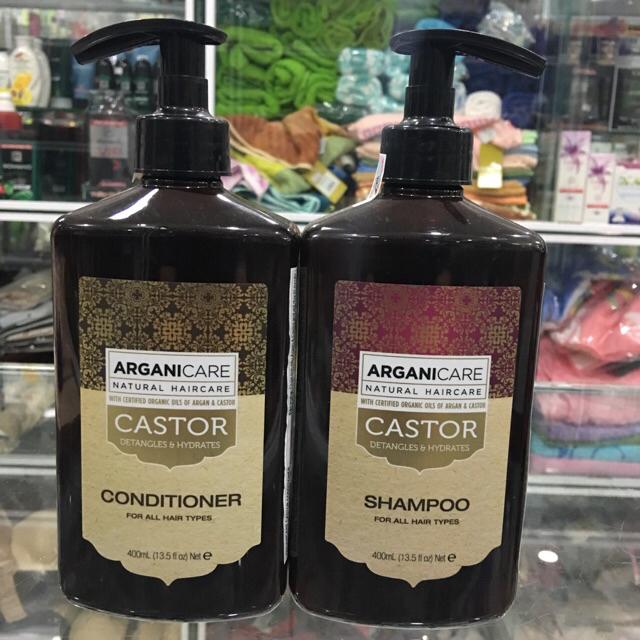 ARGANICARE
NATURAL HAIRCARE
WITH CERTIFIED ORGANIC OILS OF ARGAN & CASTOR
CASTOR
DETANGLES & HYDRATES
CONDITIONER
FOR ALL HAIR TYPES
400mL (13.5 fl oz) Net e
ARGANICARE
NATURAL HAIRCARE
WITH CERTIFIED ORGANIC OILS OF ARGAN & CASTOR
CASTOR
DETANGLES & HYDRATES
SHAMPOO
FOR ALL HAIR TYPES
400mL (13.5 fl oz) Net e